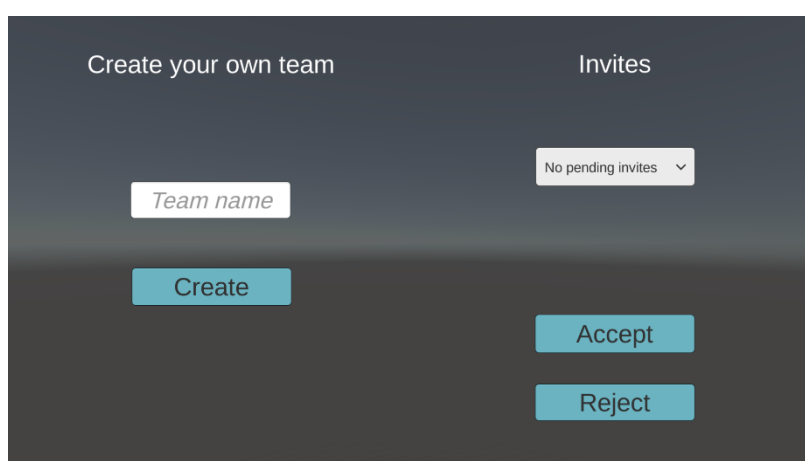 Create your own team
Team name
Create
Invites
No pending invites
Accept
Reject